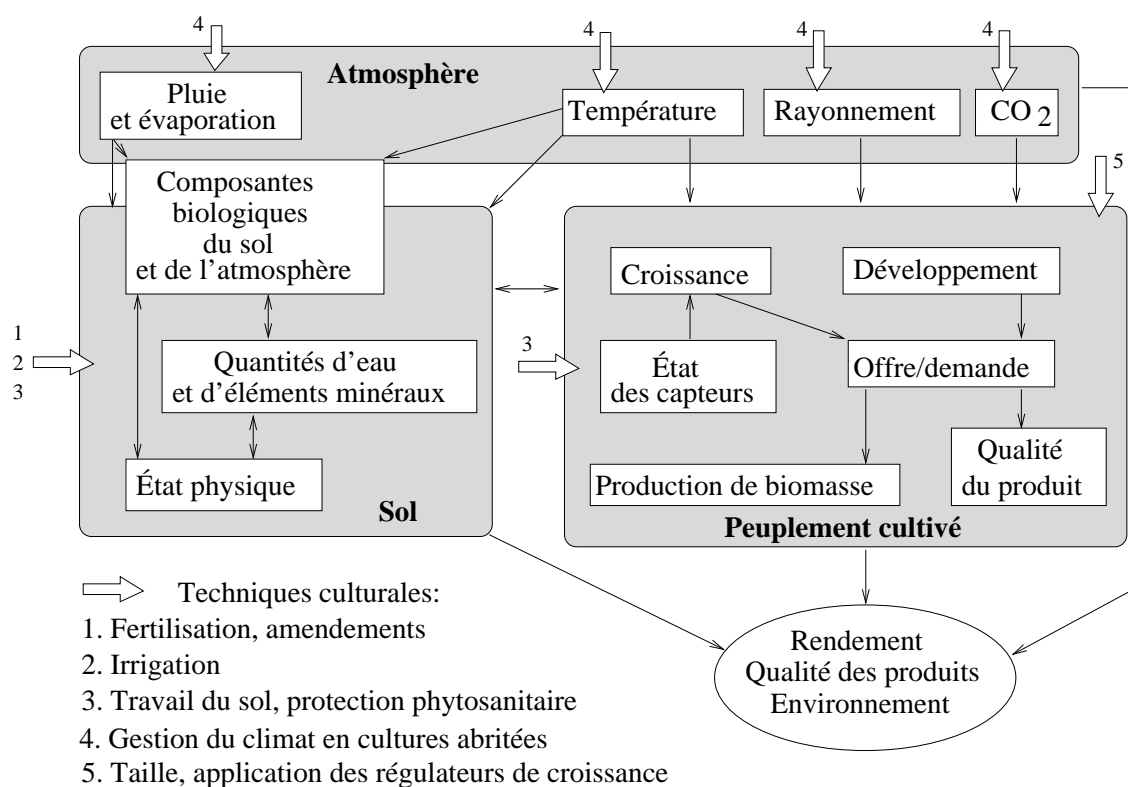 4
4
4
4
Atmosphère
Pluie
et évaporation
Température
Rayonnement
CO 2
5
Composantes
biologiques
du sol
et de l'atmosphère
Croissance
Développement
1
2
3
Quantités d'eau
et d'éléments minéraux
3
État
des capteurs
Offre/demande
État physique
Sol
Production de biomasse
Qualité
du produit
Peuplement cultivé
Techniques culturales:
1. Fertilisation, amendements
2. Irrigation
3. Travail du sol, protection phytosanitaire
4. Gestion du climat en cultures abritées
5. Taille, application des régulateurs de croissance
Rendement
Qualité des produits
Environnement